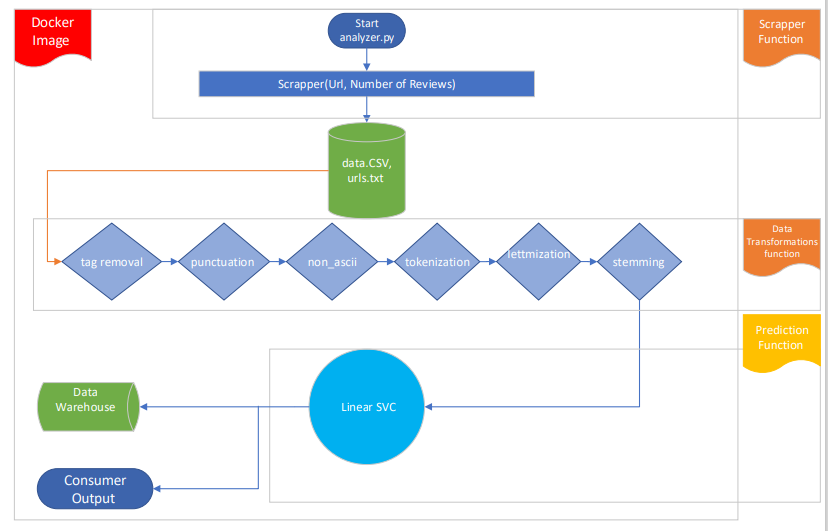 Docker
Image
Start
analyzer.py
Scrapper
Function
Scrapper(Url, Number of Reviews)
data.CSV,
urls.txt
Data
Transformations
function
tag removal
punctuation
non_ascii
tokenization
lettmization
stemming
Prediction
Function
Linear SVC
Data
Warehouse
Consumer
Output